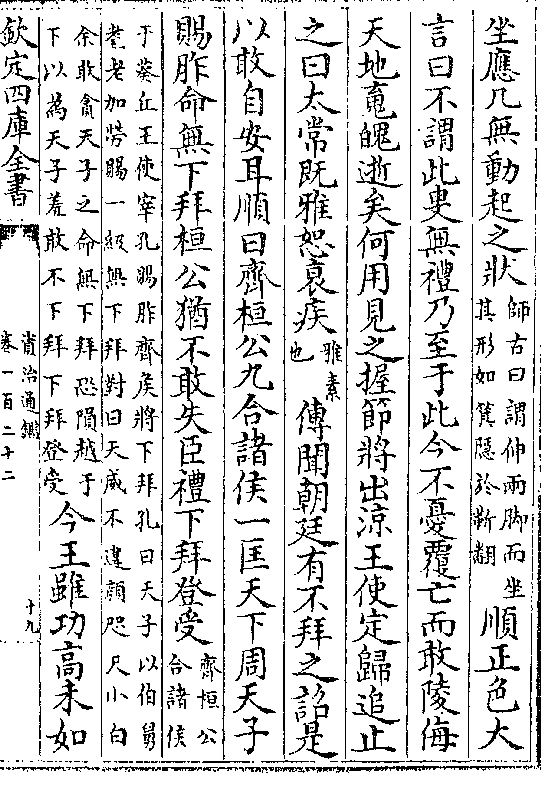 坐應几無動起之狀師古曰謂伸兩脚而坐其形如箕隱於靳翻順正色大
言曰不謂此叟無禮乃至于此今不憂覆亡而敢陵侮
天地䰟魄逝矣何用見之握節將出涼王使定歸追止
之曰太常既雅恕衰疾雅素也傳聞朝廷有不拜之詔是
以敢自安耳順曰齊桓公九合諸侯一匡天下周天子
賜胙命無下拜桓公猶不敢失臣禮下拜登受齊桓公合諸侯
于葵丘王使宰孔賜胙齊侯將下拜孔曰天子以伯舅
耋老加勞賜一級無下拜對曰天威不違顔咫尺小白
余敢貪天子之命無下拜恐隕越于下以為天子羞敢不下拜下拜登受今王雖功高未如
欽定四庫全書
資治通鑑
卷一百二十二
十九